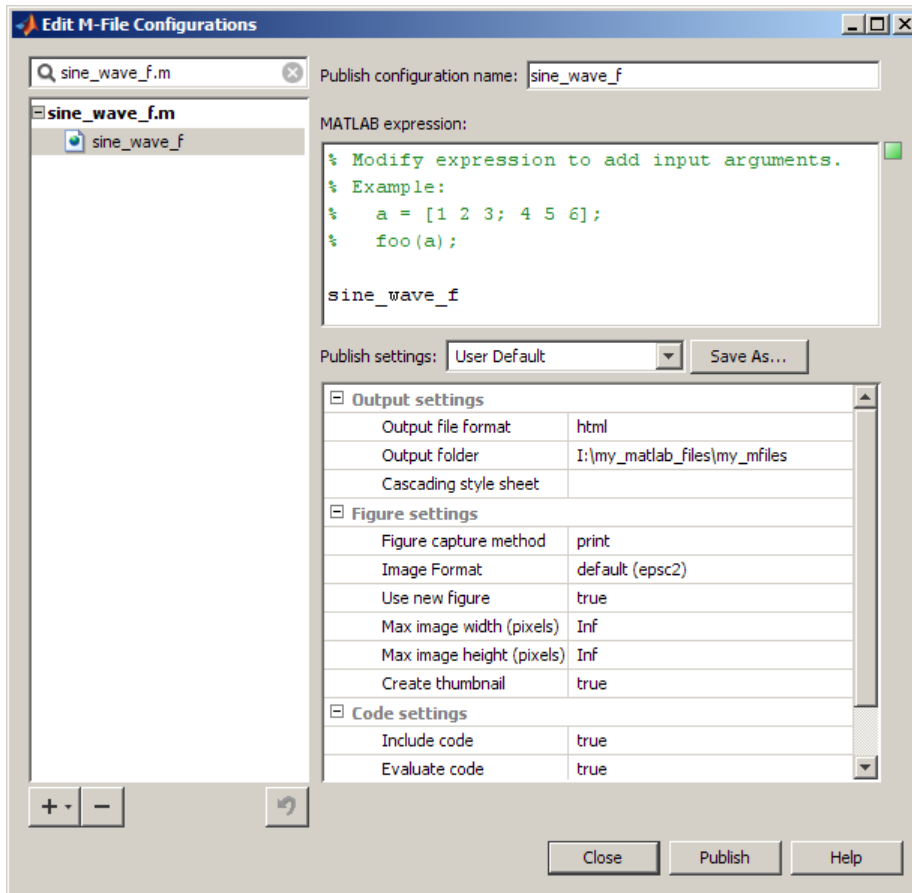 Edit M-File Configurations
sine_wave_f.m
Publish configuration name: sine_wave_f
sine_wave_f.m
sine_wave_f
MATLAB expression:
% Modify expression to add input arguments.
% Example:
%   a = [1 2 3; 4 5 6];
%   foo(a);
sine_wave_f
Publish settings: User Default Save As...
Output settings
Output file format html
Output folder I:\my_matlab_files\my_mfiles
Cascading style sheet
Figure settings
Figure capture method print
Image Format default (epsc2)
Use new figure true
Max image width (pixels) Inf
Max image height (pixels) Inf
Create thumbnail true
Code settings
Include code true
Evaluate code true
Close Publish Help